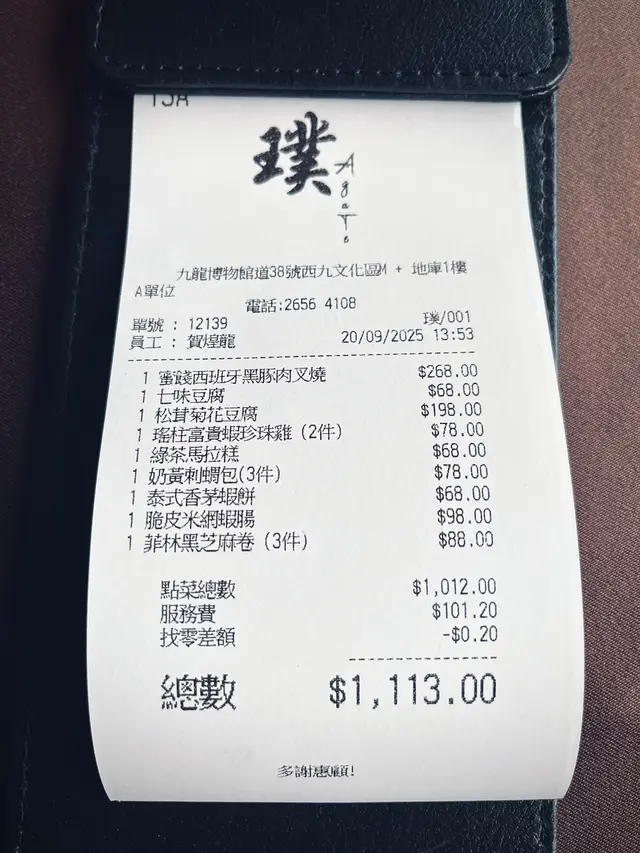 15A
璞
Agate
九龍博物館道38號西九文化區M + 地庫1樓
A單位
電話:2656 4108
單號 : 12139 璞/001
員工 : 賀煌龍 20/09/2025 13:53
1 蜜餞西班牙黑豚肉叉燒 $268.00
1 七味豆腐 $68.00
1 松茸菊花豆腐 $198.00
1 瑤柱富貴蝦珍珠雞 (2件) $78.00
1 綠茶馬拉糕 $68.00
1 奶黃刺蝟包(3件) $78.00
1 泰式香茅蝦餅 $68.00
1 脆皮米網蝦腸 $98.00
1 菲林黑芝麻卷 (3件) $88.00
點菜總數 $1,012.00
服務費 $101.20
找零差額 -$0.20
總數 $1,113.00
多謝惠顧!